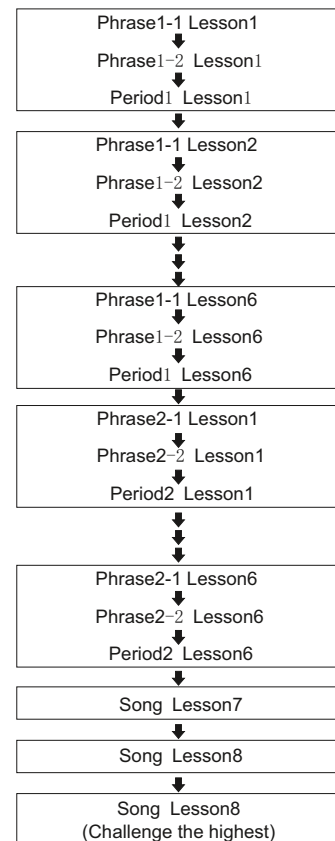 Phrase1-1 Lesson1
Phrase1-2 Lesson1
Period1 Lesson1
Phrase1-1 Lesson2
Phrase1-2 Lesson2
Period1 Lesson2
Phrase1-1 Lesson6
Phrase1-2 Lesson6
Period1 Lesson6
Phrase2-1 Lesson1
Phrase2-2 Lesson1
Period2 Lesson1
Phrase2-1 Lesson6
Phrase2-2 Lesson6
Period2 Lesson6
Song Lesson7
Song Lesson8
Song Lesson8
(Challenge the highest)